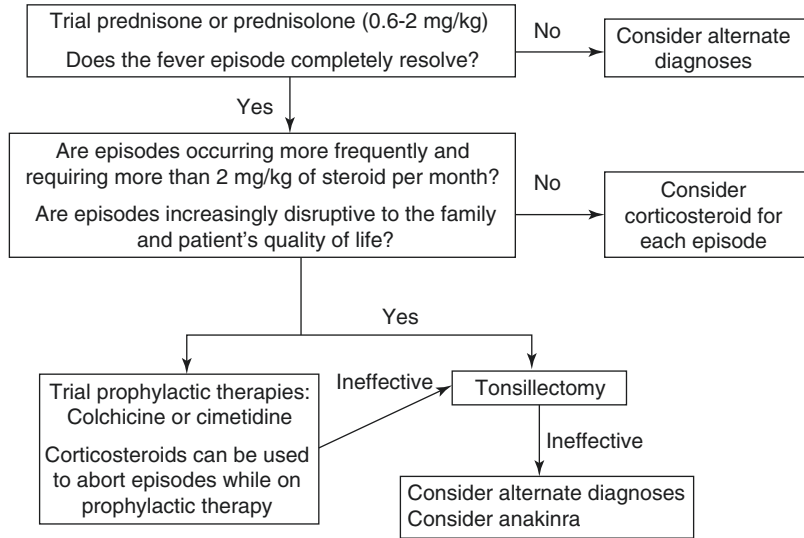 Trial prednisone or prednisolone (0.6-2 mg/kg)
Does the fever episode completely resolve?
No
Consider alternate
diagnoses
Yes
Are episodes occurring more frequently and
requiring more than 2 mg/kg of steroid per month?
Are episodes increasingly disruptive to the family
and patient’s quality of life?
No
Consider
corticosteroid for
each episode
Yes
Trial prophylactic therapies:
Colchicine or cimetidine
Corticosteroids can be used
to abort episodes while on
prophylactic therapy
Ineffective
Tonsillectomy
Ineffective
Consider alternate diagnoses
Consider anakinra